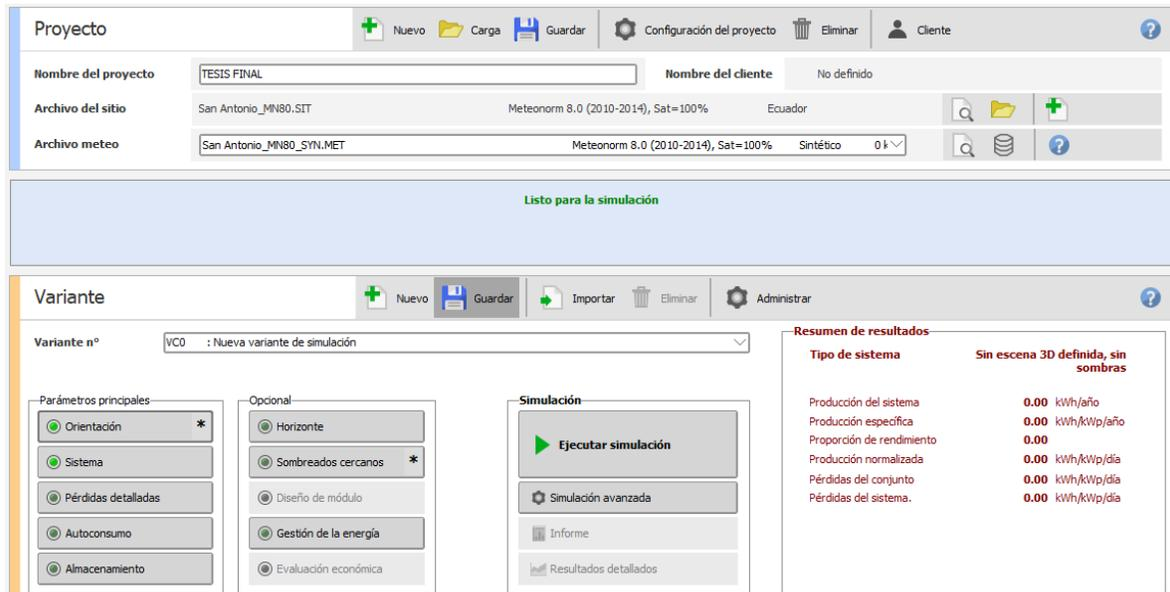 Proyecto Nuevo Carga Guardar Configuración del proyecto Eliminar Cliente ?
Nombre del proyecto TESIS FINAL Nombre del cliente No definido
Archivo del sitio San Antonio_MN80.SIT Meteonorm 8.0 (2010-2014), Sat=100% Ecuador
Archivo meteo San Antonio_MN80_SYN.MET Meteonorm 8.0 (2010-2014), Sat=100% Sintético 0 k ?
Listo para la simulación
Variante Nuevo Guardar Importar Eliminar Administrar ?
Variante n° VC0 : Nueva variante de simulación
Parámetros principales
Orientación *
Sistema
Pérdidas detalladas
Autoconsumo
Almacenamiento
Opcional
Horizonte
Sombreados cercanos *
Diseño de módulo
Gestión de la energía
Evaluación económica
Simulación
Ejecutar simulación
Simulación avanzada
Informe
Resultados detallados
Resumen de resultados
Tipo de sistema Sin escena 3D definida, sin
sombras
Producción del sistema 0.00 kWh/año
Producción específica 0.00 kWh/kWp/año
Proporción de rendimiento 0.00
Producción normalizada 0.00 kWh/kWp/día
Pérdidas del conjunto 0.00 kWh/kWp/día
Pérdidas del sistema. 0.00 kWh/kWp/día